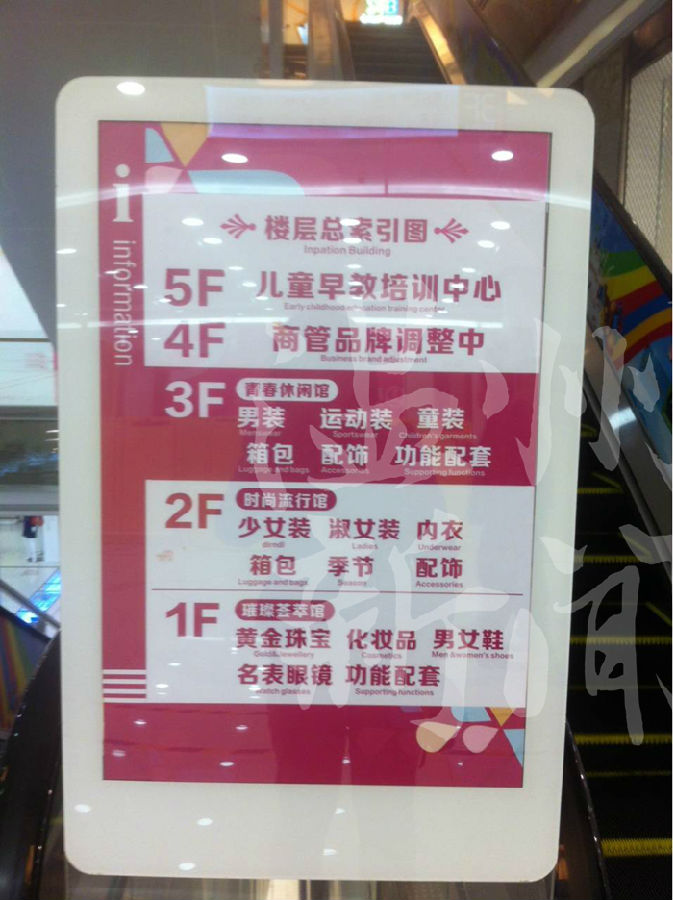 i
information
楼层总索引图
Inpation Building
5F 儿童早教培训中心
Early childhood education training center
4F 商管品牌调整中
Business brand adjustment
3F 青春休闲馆
男装 运动装 童装
Menswear Sportswear Children's garments
箱包 配饰 功能配套
Luggage and bags Accessories Supporting functions
2F 时尚流行馆
少女装 淑女装 内衣
dirndl Ladies Underwear
箱包 季节 配饰
Luggage and bags Season Accessories
1F 璀璨荟萃馆
黄金珠宝 化妆品 男女鞋
Gold&Jewellery Cosmetics Men &women's shoes
名表眼镜 功能配套
Watch glasses Supporting functions
温州新闻